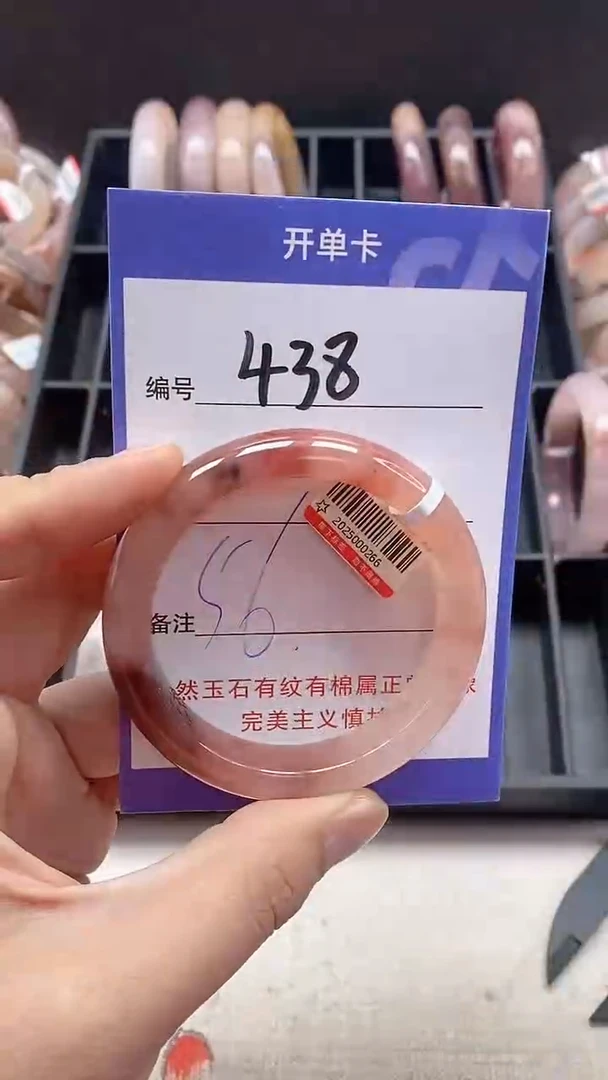 开单卡
编号 438
2025000266
56.
备注
然玉石有纹有棉属正
完美主义慎